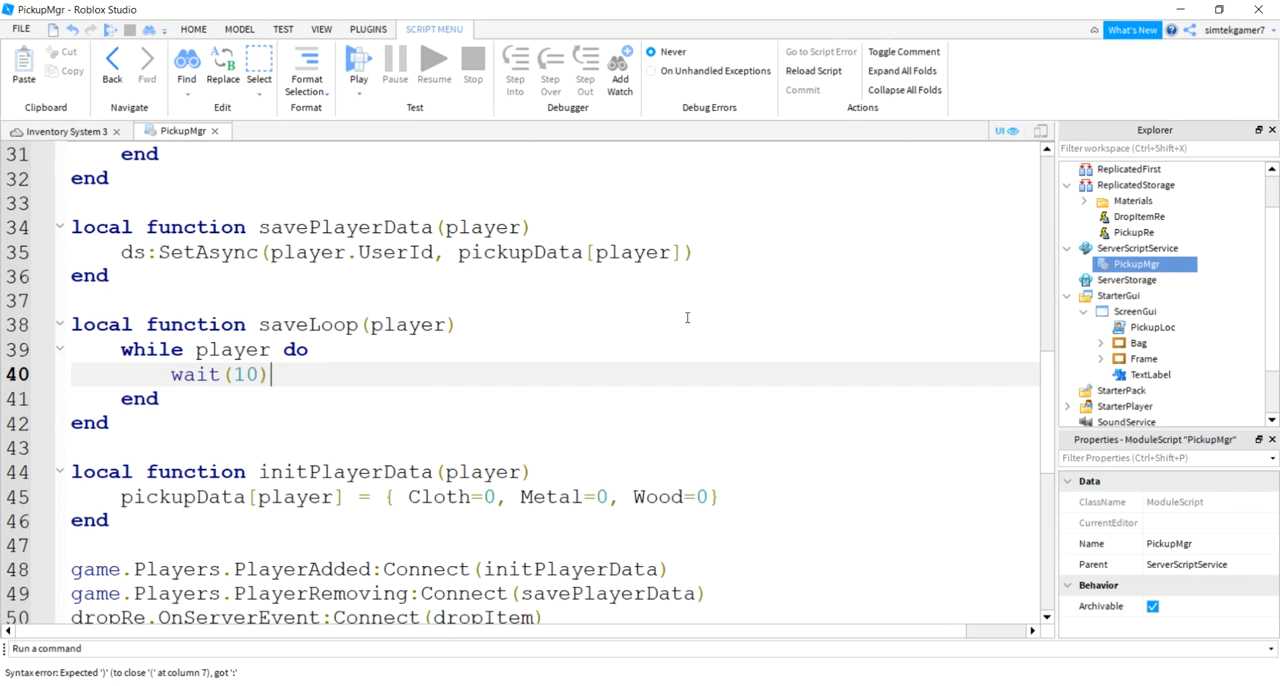 PickupMgr - Roblox Studio
FILE HOME MODEL TEST VIEW PLUGINS SCRIPT MENU What's New simtekgamer7
Paste Cut Copy Back Fwd Find Replace Select Format Selection Play Pause Resume Stop Step Into Step Over Step Out Add Watch Never On Unhandled Exceptions Go to Script Error Reload Script Commit Toggle Comment Expand All Folds Collapse All Folds
Clipboard Navigate Edit Format Test Debugger Debug Errors Actions
Inventory System 3 PickupMgr UI
31 end
32 end
33
34 local function savePlayerData(player)
35 ds:SetAsync(player.UserId, pickupData[player])
36 end
37
38 local function saveLoop(player)
39 while player do
40 wait(10)
41 end
42 end
43
44 local function initPlayerData(player)
45 pickupData[player] = { Cloth=0, Metal=0, Wood=0}
46 end
47
48 game.Players.PlayerAdded:Connect(initPlayerData)
49 game.Players.PlayerRemoving:Connect(savePlayerData)
50 dropRe.OnServerEvent:Connect(dropItem)
Explorer
Filter workspace (Ctrl+Shift+X)
ReplicatedFirst
ReplicatedStorage
Materials
DropItemRe
PickupRe
ServerScriptService
PickupMgr
ServerStorage
StarterGui
ScreenGui
PickupLoc
Bag
Frame
TextLabel
StarterPack
StarterPlayer
SoundService
Properties - ModuleScript "PickupMgr"
Filter Properties (Ctrl+Shift+P)
Data
ClassName ModuleScript
CurrentEditor
Name PickupMgr
Parent ServerScriptService
Behavior
Archivable
Run a command
Syntax error: Expected ')' (to close '(' at column 7), got ':'